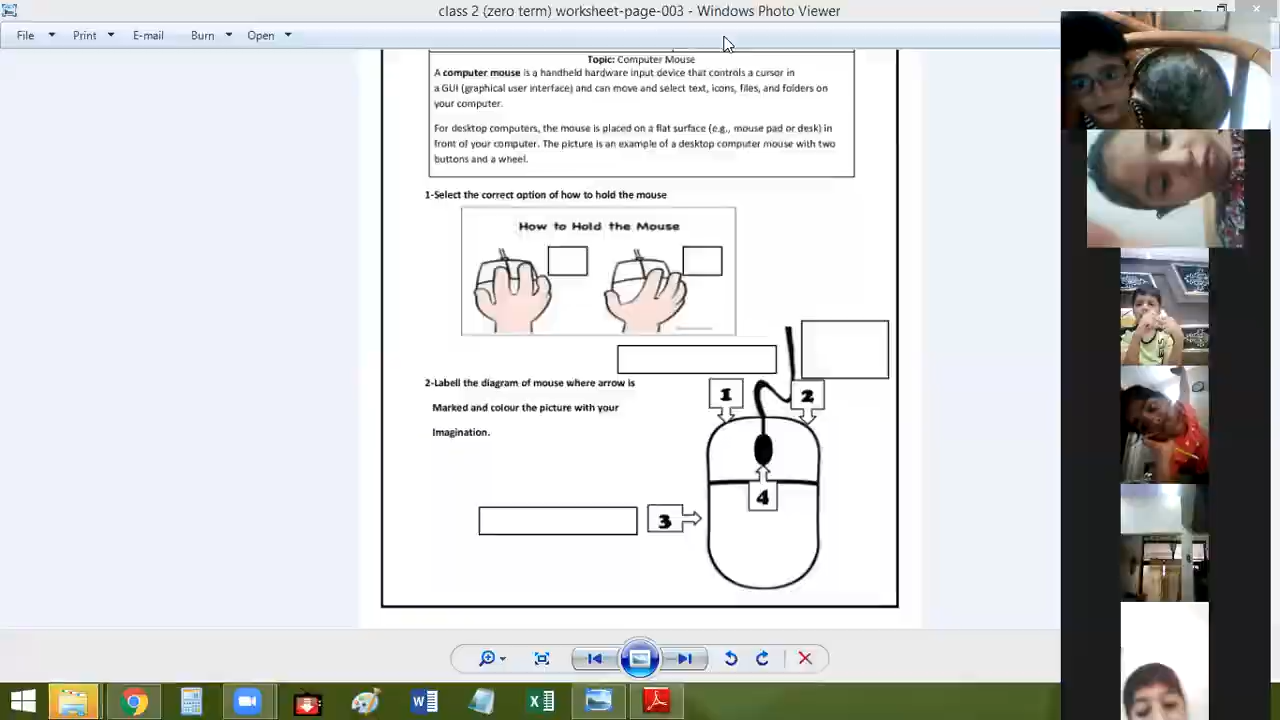 class 2 (zero term) worksheet-page-003 - Windows Photo Viewer
File Print E-mail Burn Open
Topic: Computer Mouse
A computer mouse is a handheld hardware input device that controls a cursor in
a GUI (graphical user interface) and can move and select text, icons, files, and folders on
your computer.
For desktop computers, the mouse is placed on a flat surface (e.g., mouse pad or desk) in
front of your computer. The picture is an example of a desktop computer mouse with two
buttons and a wheel.
1-Select the correct option of how to hold the mouse
How to Hold the Mouse
2-Labell the diagram of mouse where arrow is
Marked and colour the picture with your
Imagination.
1
2
4
3